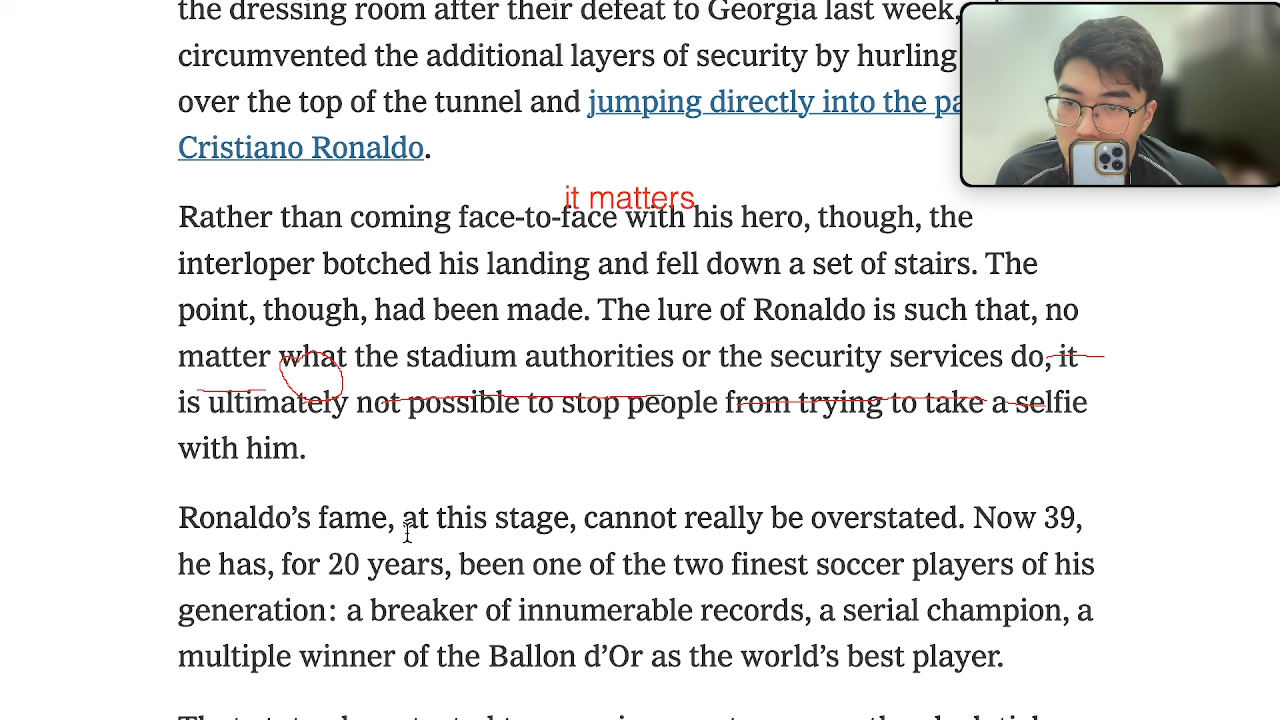 the dressing room after their defeat to Georgia last week,
circumvented the additional layers of security by hurling
over the top of the tunnel and jumping directly into the
Cristiano Ronaldo.
it matters
Rather than coming face-to-face with his hero, though, the
interloper botched his landing and fell down a set of stairs. The
point, though, had been made. The lure of Ronaldo is such that, no
matter what the stadium authorities or the security services do, it
is ultimately not possible to stop people from trying to take a selfie
with him.
Ronaldo’s fame, at this stage, cannot really be overstated. Now 39,
he has, for 20 years, been one of the two finest soccer players of his
generation: a breaker of innumerable records, a serial champion, a
multiple winner of the Ballon d’Or as the world’s best player.